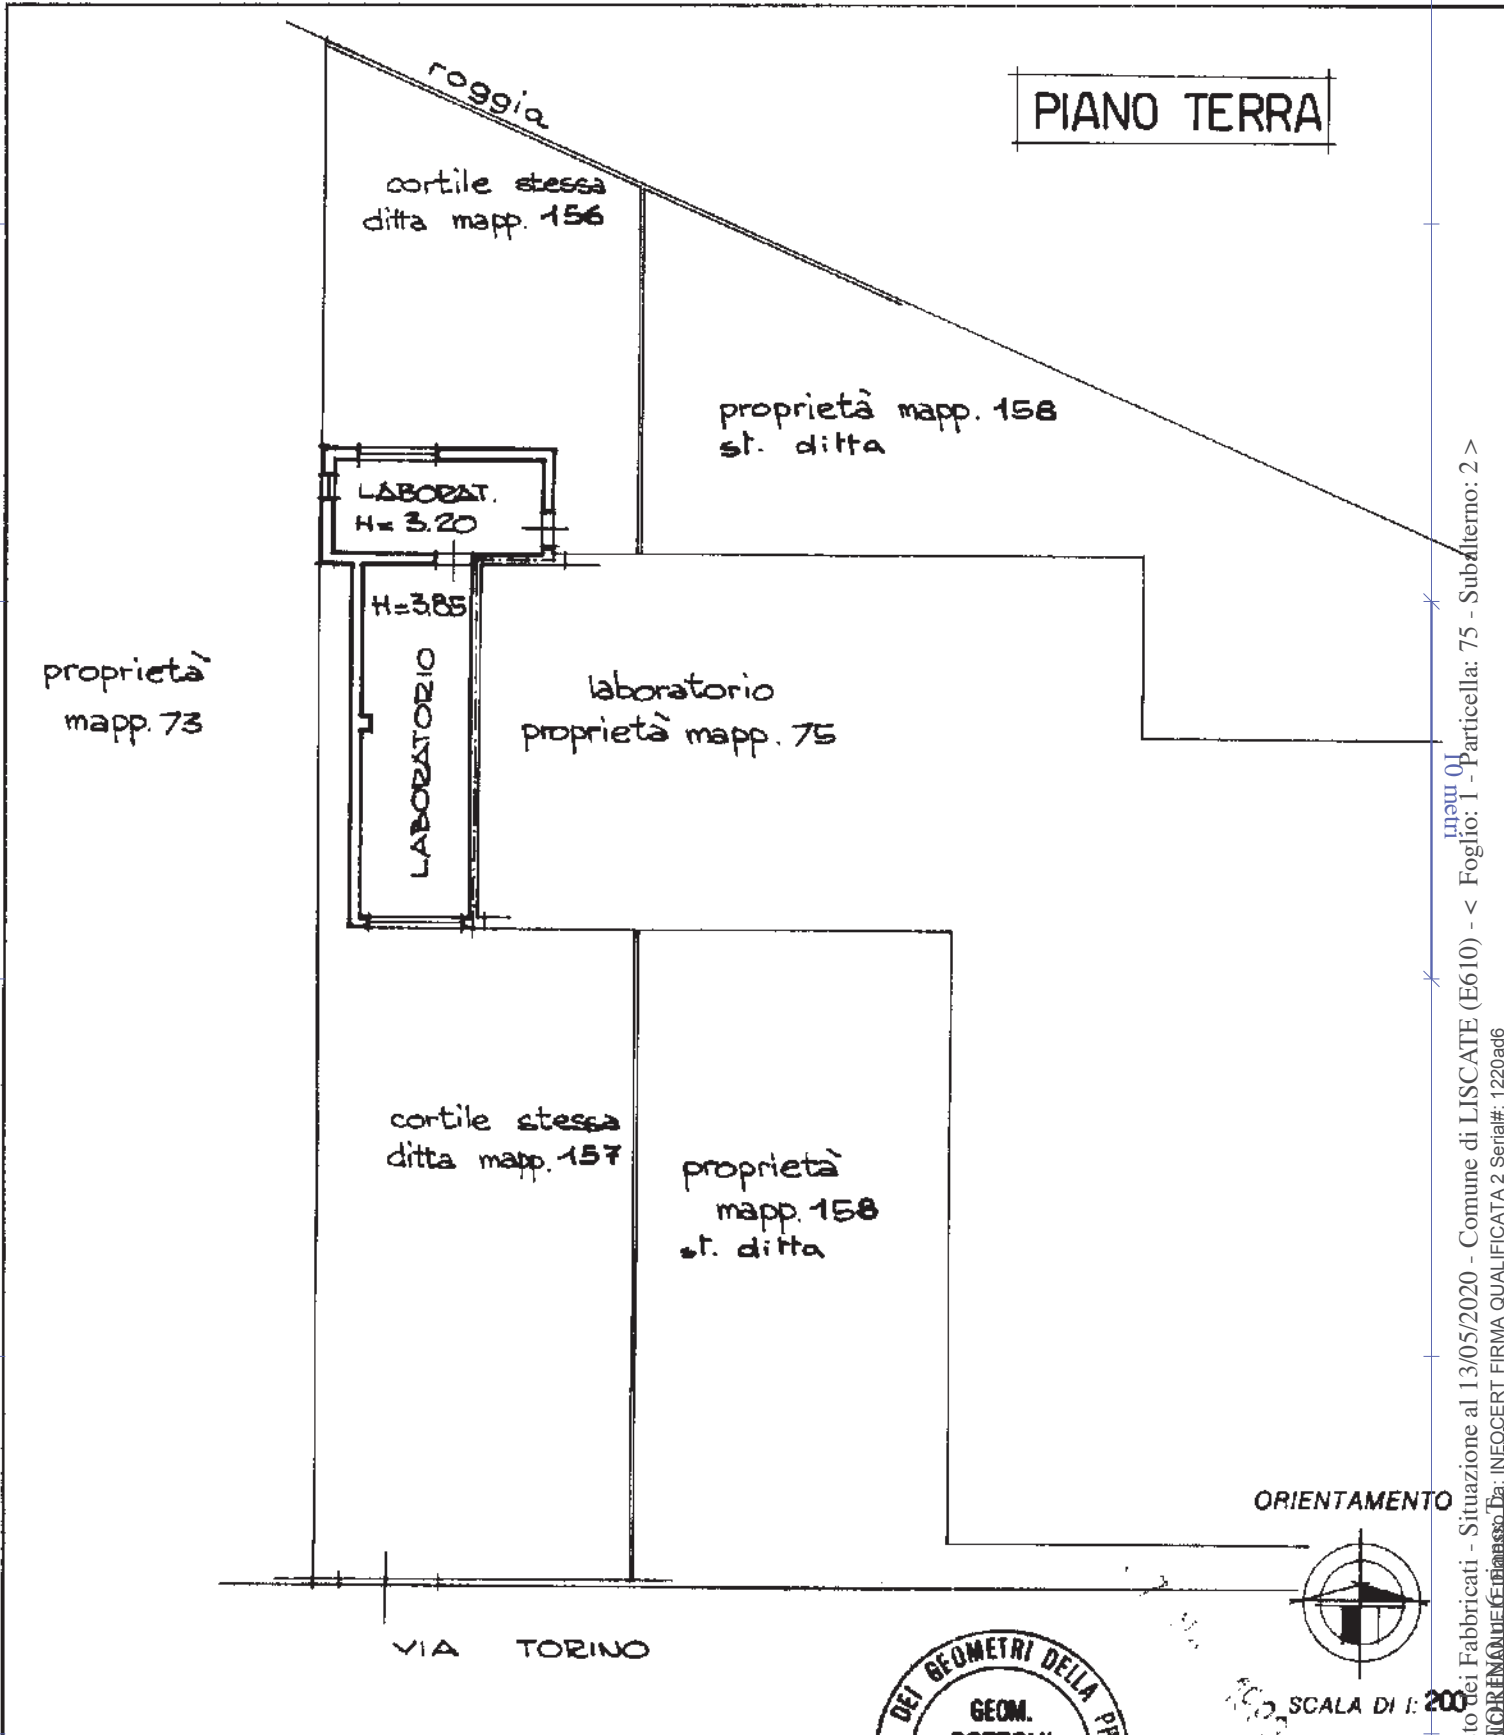 PIANO TERRA
roggia
cortile stessa
ditta mapp. 156
proprietà mapp. 158
st. ditta
LABORAT.
H= 3.20
H=3.85
LABORATORIO
proprietà
mapp. 73
laboratorio
proprietà mapp. 75
cortile stessa
ditta mapp. 157
proprietà
mapp. 158
st. ditta
VIA TORINO
ORIENTAMENTO
SCALA DI 1: 200
DEI GEOMETRI DELLA
GEOM.
10 metri
dei Fabbricati - Situazione al 13/05/2020 - Comune di LISCATE (E610) - < Foglio: 1 - Particella: 75 - Subalterno: 2 >
Da: INFOCERT FIRMA QUALIFICATA 2 Serial#: 1220ad6